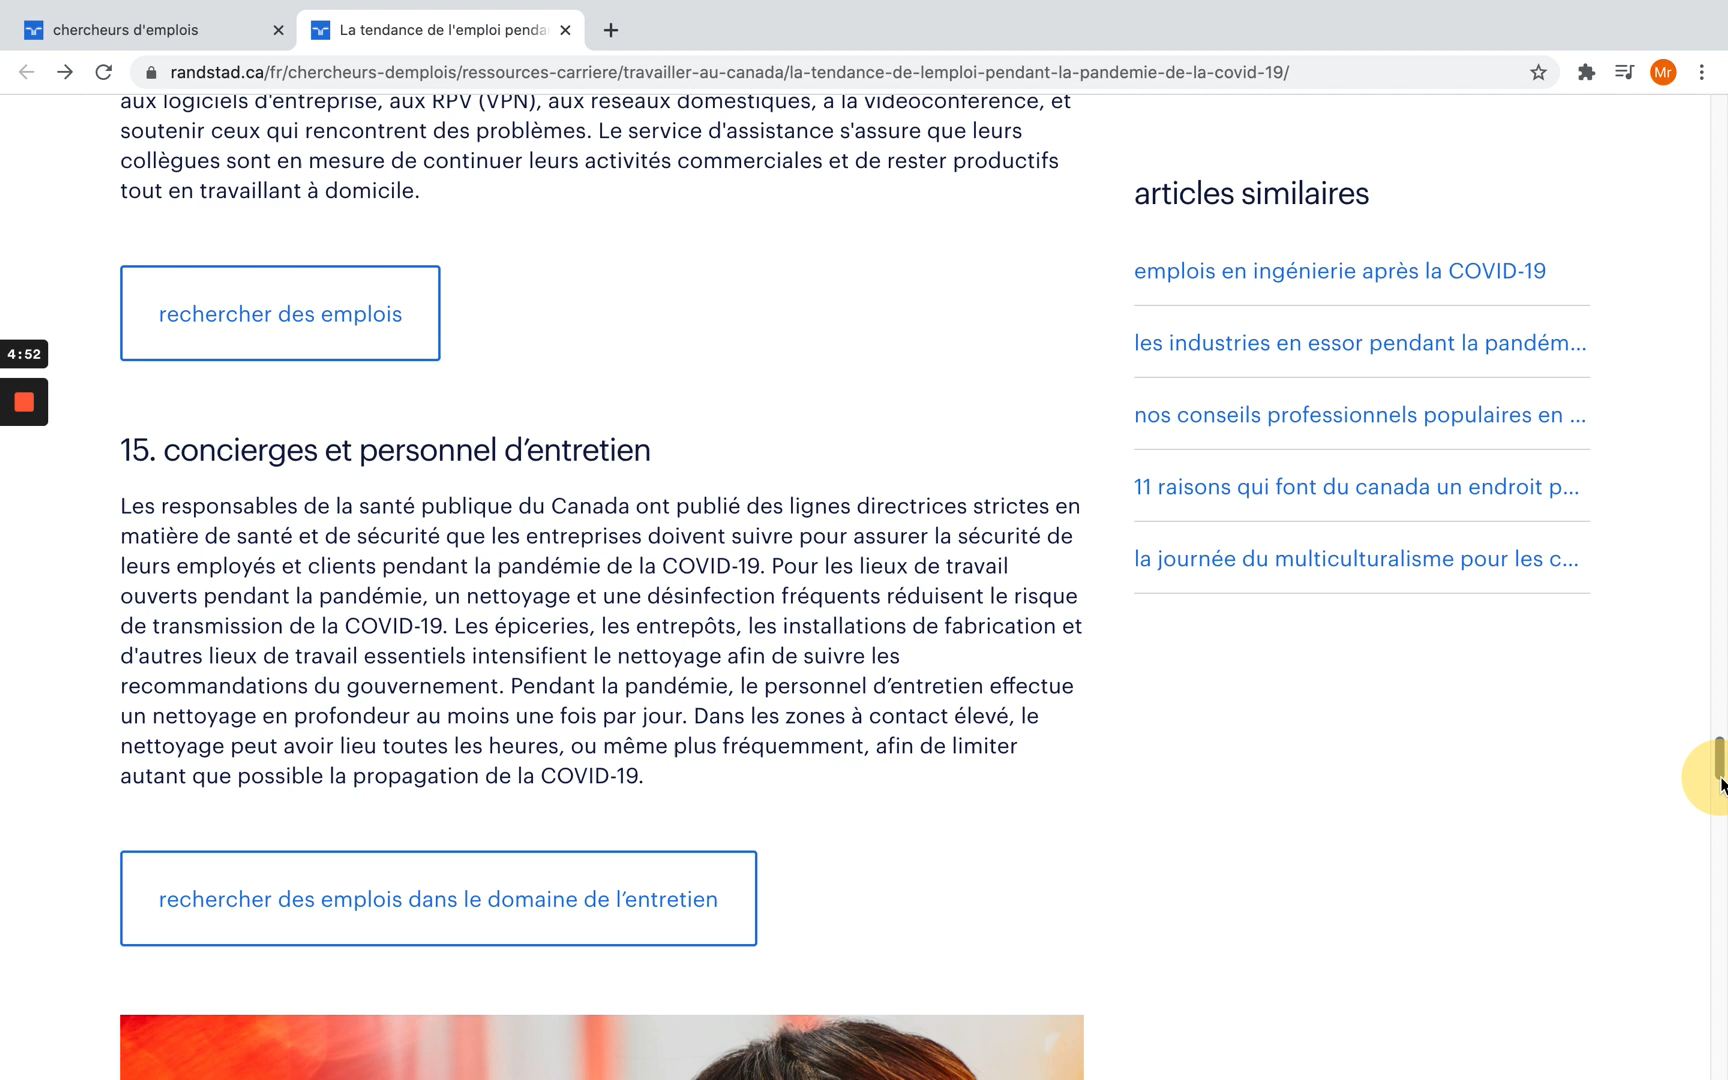 chercheurs d'emplois
La tendance de l'emploi penda
randstad.ca/fr/chercheurs-demplois/ressources-carriere/travailler-au-canada/la-tendance-de-lemploi-pendant-la-pandemie-de-la-covid-19/
Mr
aux logiciels d'entreprise, aux RPV (VPN), aux réseaux domestiques, à la vidéoconférence, et
soutenir ceux qui rencontrent des problèmes. Le service d'assistance s'assure que leurs
collègues sont en mesure de continuer leurs activités commerciales et de rester productifs
tout en travaillant à domicile.
rechercher des emplois
4:52
15. concierges et personnel d’entretien
Les responsables de la santé publique du Canada ont publié des lignes directrices strictes en
matière de santé et de sécurité que les entreprises doivent suivre pour assurer la sécurité de
leurs employés et clients pendant la pandémie de la COVID-19. Pour les lieux de travail
ouverts pendant la pandémie, un nettoyage et une désinfection fréquents réduisent le risque
de transmission de la COVID-19. Les épiceries, les entrepôts, les installations de fabrication et
d'autres lieux de travail essentiels intensifient le nettoyage afin de suivre les
recommandations du gouvernement. Pendant la pandémie, le personnel d’entretien effectue
un nettoyage en profondeur au moins une fois par jour. Dans les zones à contact élevé, le
nettoyage peut avoir lieu toutes les heures, ou même plus fréquemment, afin de limiter
autant que possible la propagation de la COVID-19.
rechercher des emplois dans le domaine de l’entretien
articles similaires
emplois en ingénierie après la COVID-19
les industries en essor pendant la pandém...
nos conseils professionnels populaires en ...
11 raisons qui font du canada un endroit p...
la journée du multiculturalisme pour les c...